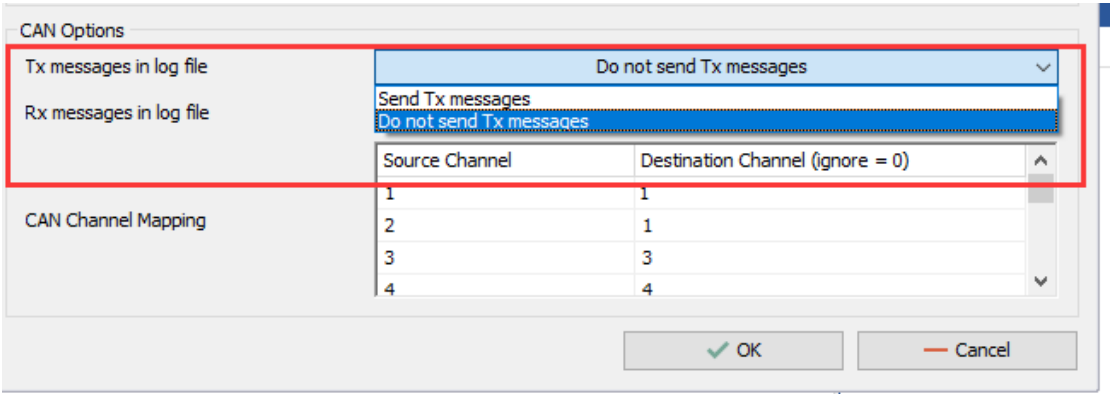 CAN Options
Tx messages in log file
Do not send Tx messages
Send Tx messages
Do not send Tx messages
Rx messages in log file
Source Channel Destination Channel (ignore = 0)
1 1
CAN Channel Mapping
2 1
3 3
4 4
OK Cancel